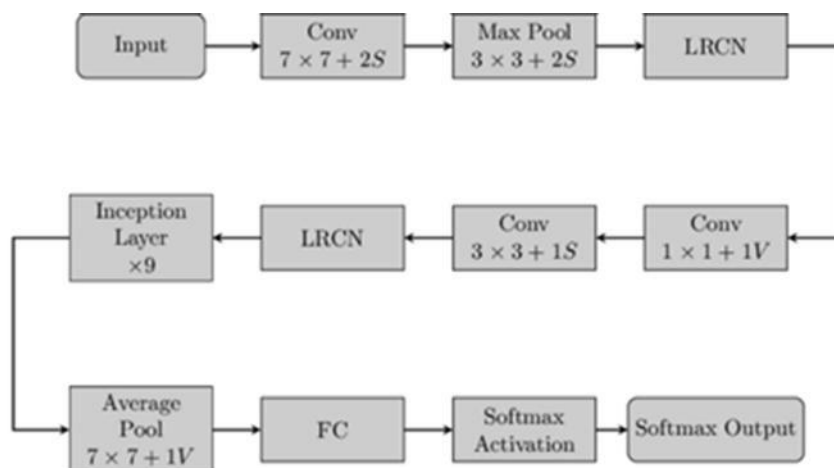 Input
Conv
7 × 7 + 2S
Max Pool
3 × 3 + 2S
LRCN
Inception
Layer
×9
LRCN
Conv
3 × 3 + 1S
Conv
1 × 1 + 1V
Average
Pool
7 × 7 + 1V
FC
Softmax
Activation
Softmax Output